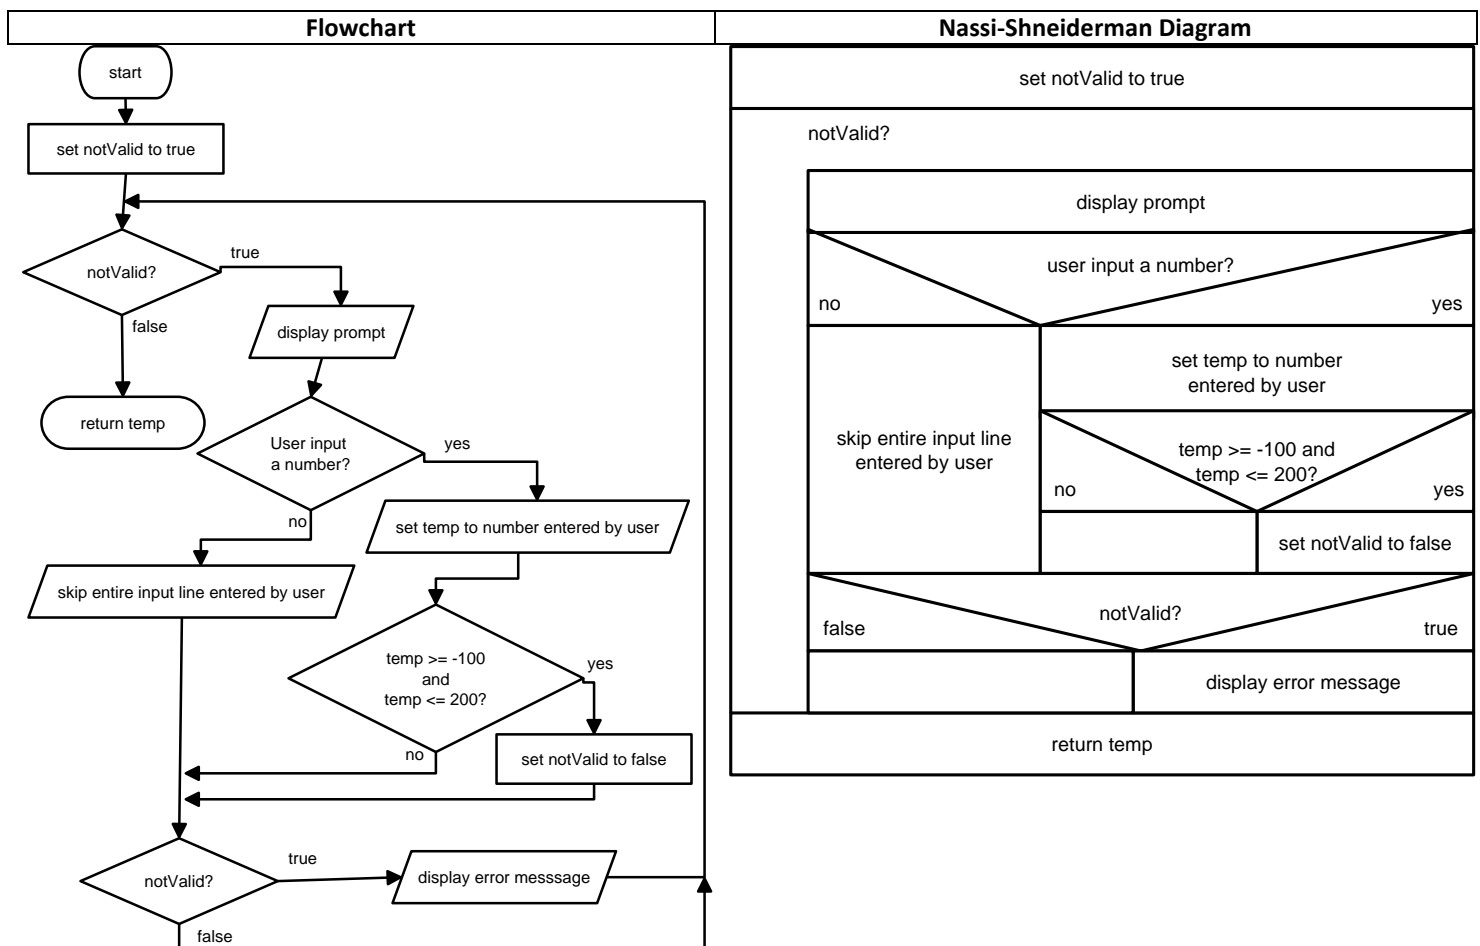 Flowchart
start
set notValid to true
notValid?
true
false
display prompt
return temp
User input
a number?
yes
no
set temp to number entered by user
skip entire input line entered by user
temp >= -100
and
temp <= 200?
yes
no
set notValid to false
notValid?
true
display error messsage
false
Nassi-Shneiderman Diagram
set notValid to true
notValid?
display prompt
user input a number?
no
yes
set temp to number
entered by user
skip entire input line
entered by user
temp >= -100 and
temp <= 200?
no
yes
set notValid to false
notValid?
false
true
display error message
return temp